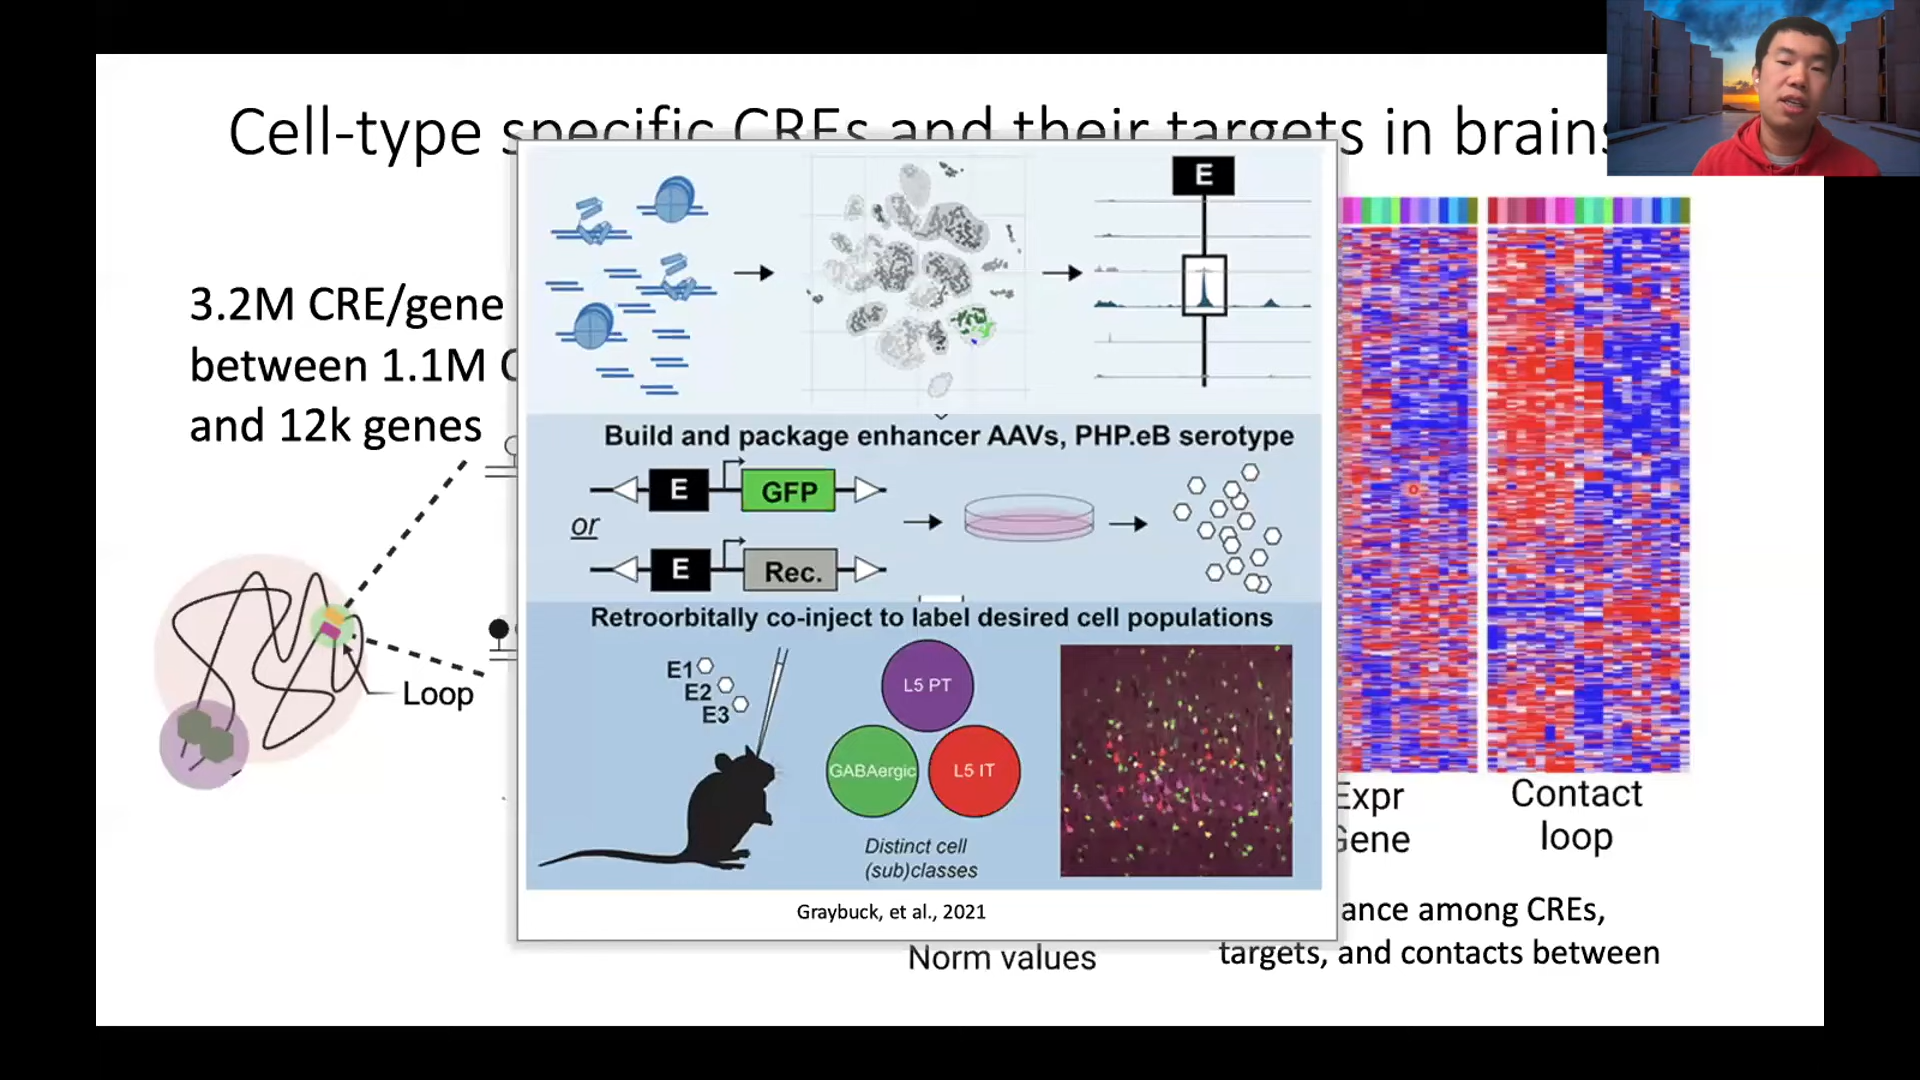 Cell-type specific CREs and their targets in brains
3.2M CRE/gene
between 1.1M
and 12k genes
Loop
E
Build and package enhancer AAVs, PHP.eB serotype
E GFP
or
E Rec.
Retroorbitally co-inject to label desired cell populations
E1
E2
E3
L5 PT
GABAergic
L5 IT
Distinct cell
(sub)classes
Graybuck, et al., 2021
Norm values
Expr
Gene
Contact
loop
ance among CREs,
targets, and contacts between